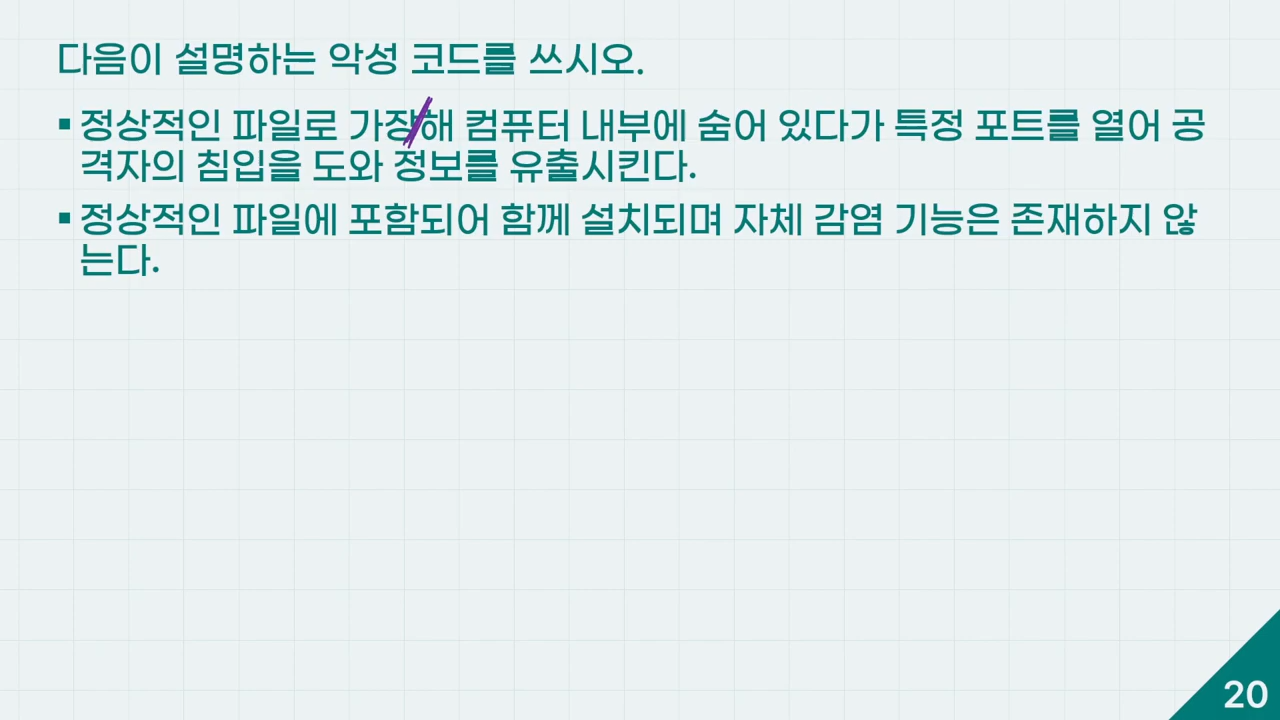 다음이 설명하는 악성 코드를 쓰시오.
▪ 정상적인 파일로 가장해 컴퓨터 내부에 숨어 있다가 특정 포트를 열어 공
격자의 침입을 도와 정보를 유출시킨다.
▪ 정상적인 파일에 포함되어 함께 설치되며 자체 감염 기능은 존재하지 않
는다.
20